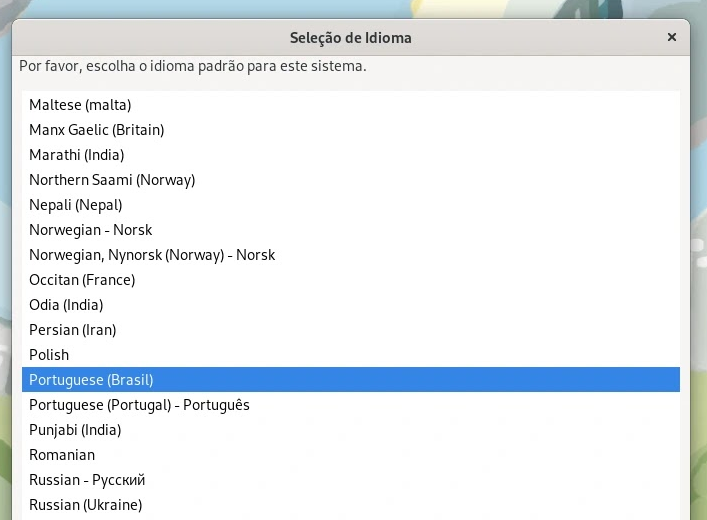 Seleção de Idioma
Por favor, escolha o idioma padrão para este sistema.
Maltese (malta)
Manx Gaelic (Britain)
Marathi (India)
Northern Saami (Norway)
Nepali (Nepal)
Norwegian - Norsk
Norwegian, Nynorsk (Norway) - Norsk
Occitan (France)
Odia (India)
Persian (Iran)
Polish
Portuguese (Brasil)
Portuguese (Portugal) - Português
Punjabi (India)
Romanian
Russian - Русский
Russian (Ukraine)